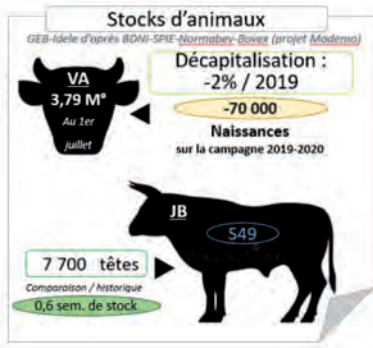 Stocks d'animaux
GEB-Idele d'après BDNI-SPIE-Normabev-Bovex (projet Modemo)
VA
3,79 M°
Au 1er
juillet
Décapitalisation :
-2% / 2019
-70 000
Naissances
sur la campagne 2019-2020
JB
S49
7 700 têtes
Comparaison / historique
0,6 sem. de stock